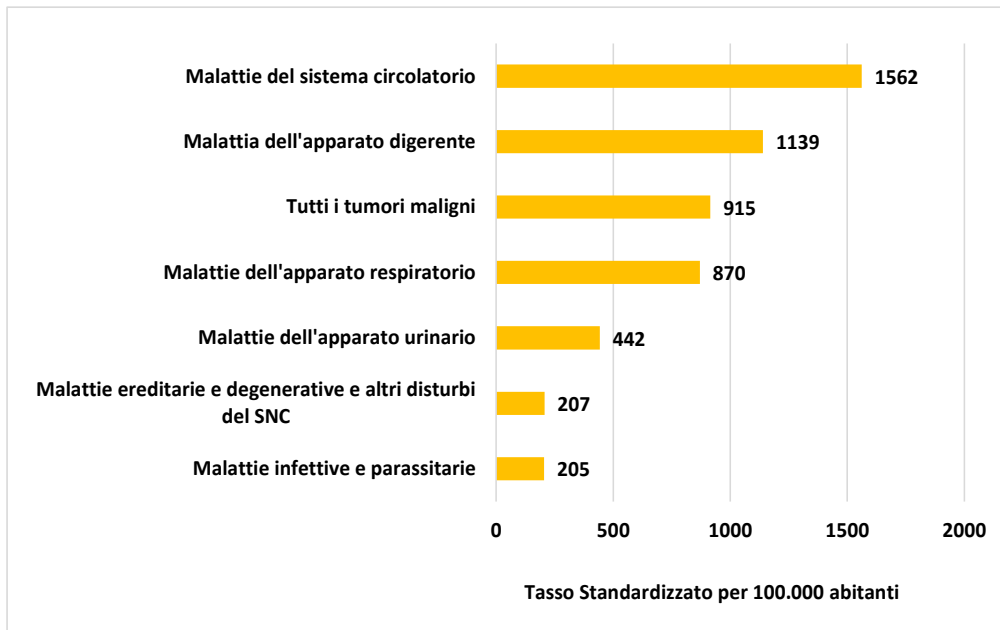 Malattie del sistema circolatorio
1562
Malattia dell'apparato digerente
1139
Tutti i tumori maligni
915
Malattie dell'apparato respiratorio
870
Malattie dell'apparato urinario
442
Malattie ereditarie e degenerative e altri disturbi
del SNC
207
Malattie infettive e parassitarie
205
0 500 1000 1500 2000
Tasso Standardizzato per 100.000 abitanti